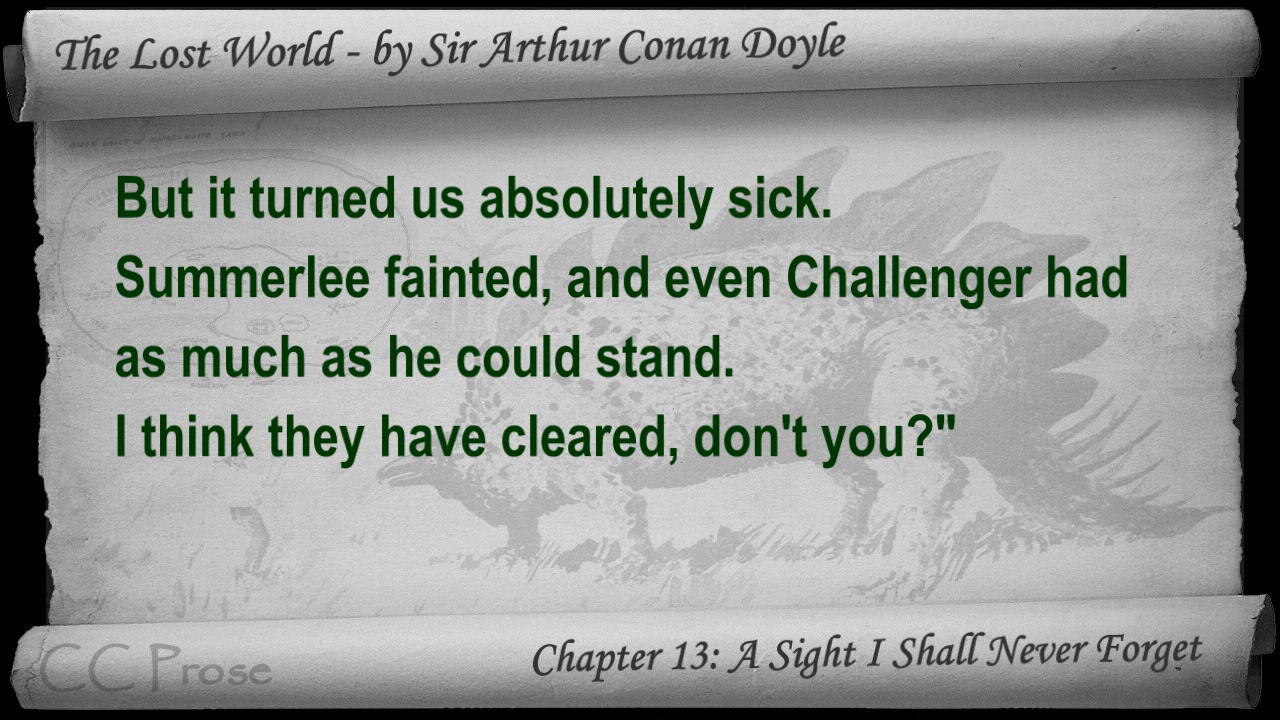 The Lost World - by Sir Arthur Conan Doyle
But it turned us absolutely sick.
Summerlee fainted, and even Challenger had
as much as he could stand.
I think they have cleared, don't you?"
CC Prose
Chapter 13: A Sight I Shall Never Forget